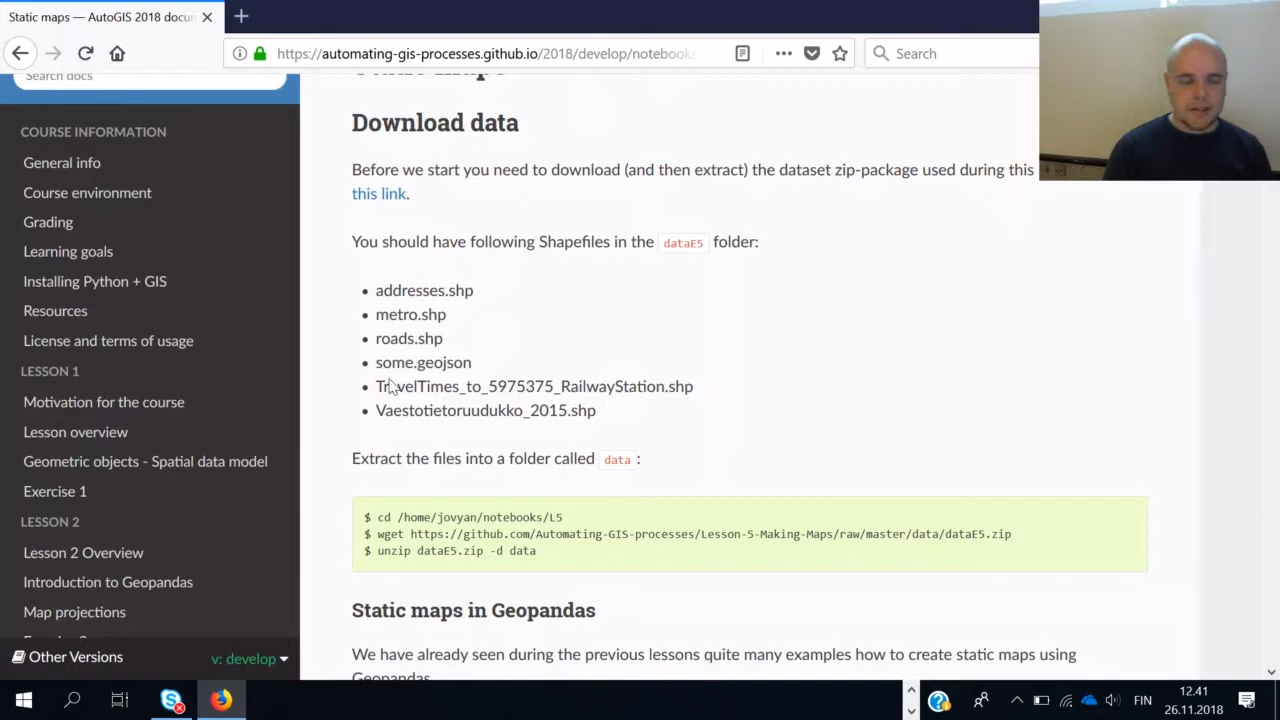 Static maps — AutoGIS 2018 docun
https://automating-gis-processes.github.io/2018/develop/notebooks
Search
Search docs
COURSE INFORMATION
General info
Course environment
Grading
Learning goals
Installing Python + GIS
Resources
License and terms of usage
LESSON 1
Motivation for the course
Lesson overview
Geometric objects - Spatial data model
Exercise 1
LESSON 2
Lesson 2 Overview
Introduction to Geopandas
Map projections
Other Versions
v: develop
Download data
Before we start you need to download (and then extract) the dataset zip-package used during this
this link.
You should have following Shapefiles in the dataE5 folder:
addresses.shp
metro.shp
roads.shp
some.geojson
TravelTimes_to_5975375_RailwayStation.shp
Vaestotietoruudukko_2015.shp
Extract the files into a folder called data :
$ cd /home/jovyan/notebooks/L5
$ wget https://github.com/Automating-GIS-processes/Lesson-5-Making-Maps/raw/master/data/dataE5.zip
$ unzip dataE5.zip -d data
Static maps in Geopandas
We have already seen during the previous lessons quite many examples how to create static maps using
Geopandas.
FIN
12.41
26.11.2018